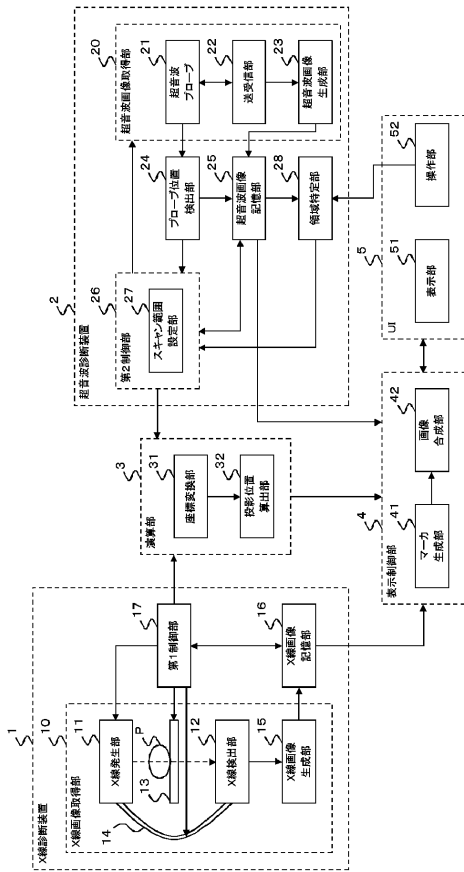 X線診断装置
1
X線画像取得部
10
X線発生部
11
P
13
14
X線検出部
12
X線画像
生成部
15
第1制御部
17
X線画像
記憶部
16
演算部
3
座標変換部
31
投影位置
算出部
32
表示制御部
4
マーカ
生成部
41
画像
合成部
42
超音波診断装置
2
第2制御部
26
スキャン範囲
設定部
27
プローブ位置
検出部
24
超音波画像
記憶部
25
領域特定部
28
超音波画像取得部
20
超音波
プローブ
21
送受信部
22
超音波画像
生成部
23
UI
5
表示部
51
操作部
52